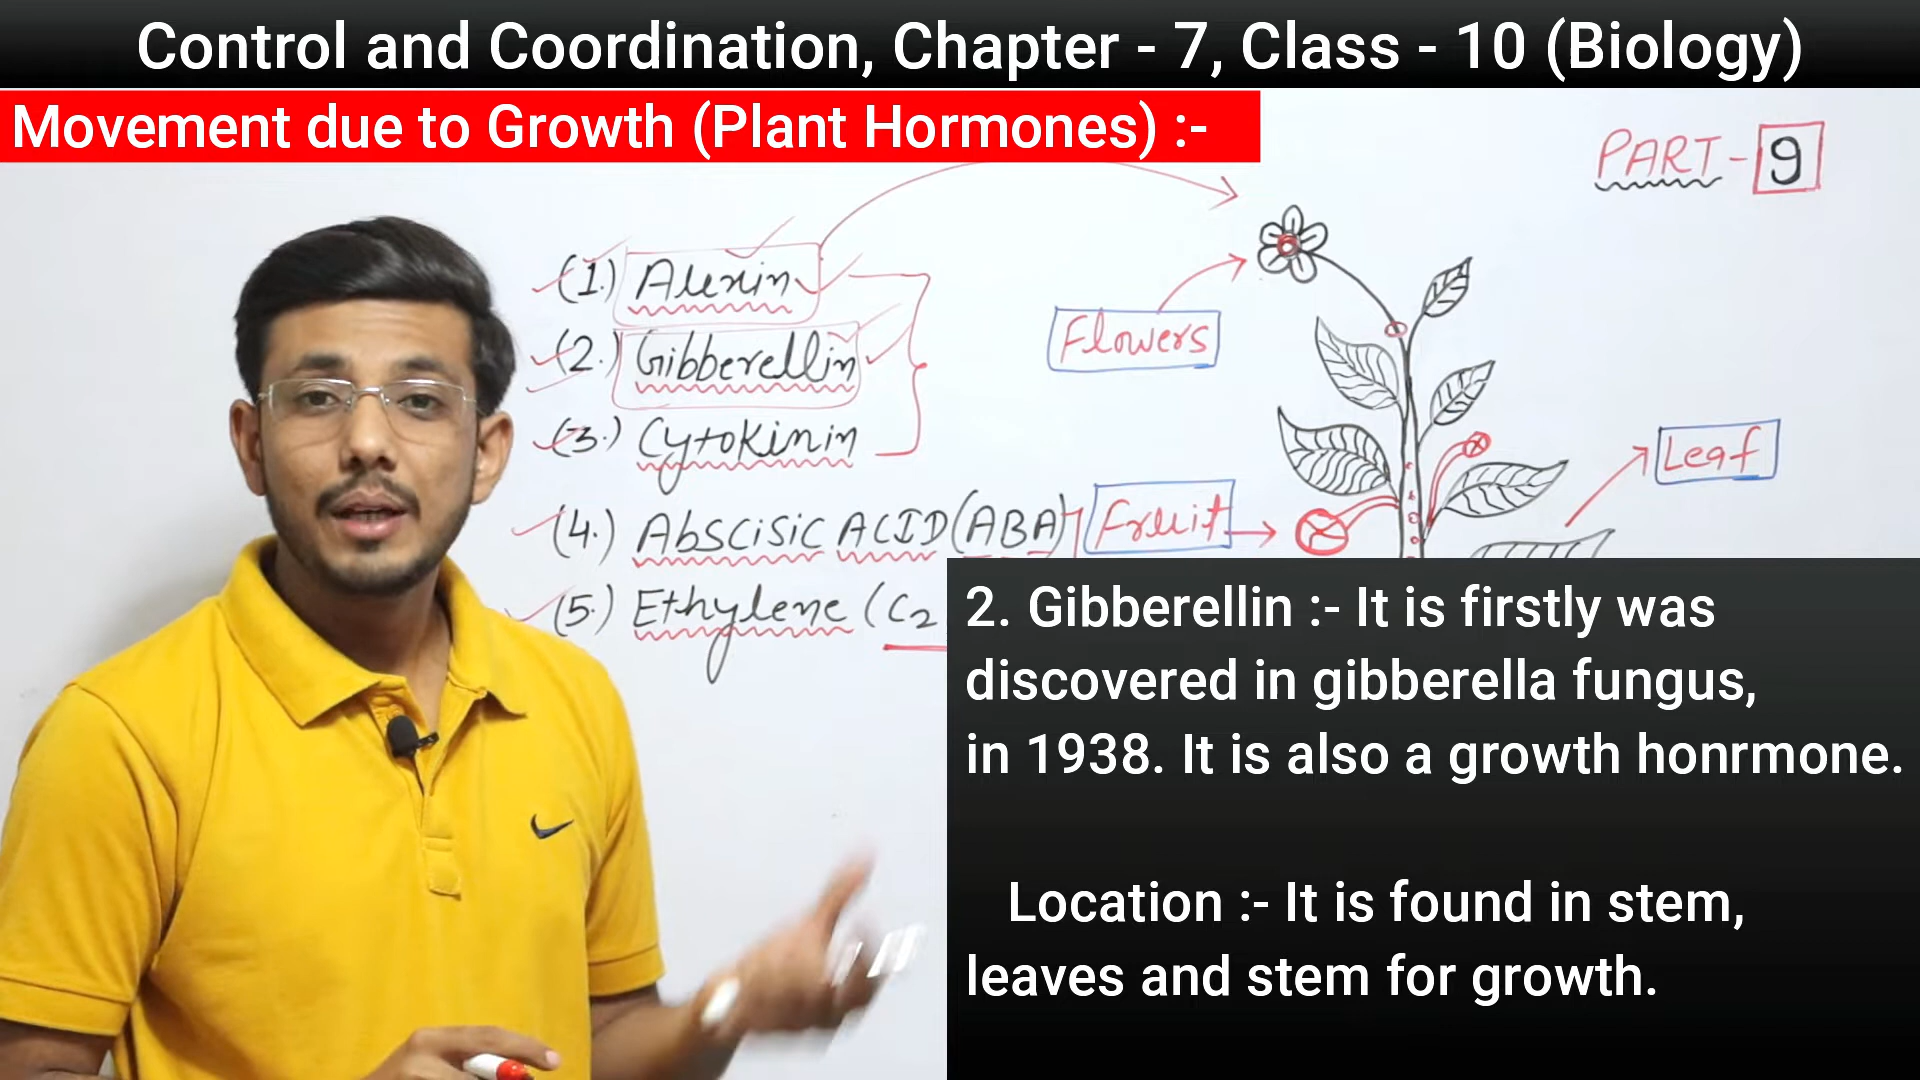 Control and Coordination, Chapter - 7, Class - 10 (Biology)
Movement due to Growth (Plant Hormones) :-
PART-9
(1.) Auxin
(2.) Gibberellin
(3.) Cytokinin
(4.) Abscisic ACID (ABA)
(5.) Ethylene (C2
Flowers
Leaf
Fruit
2. Gibberellin :- It is firstly was
discovered in gibberella fungus,
in 1938. It is also a growth honrmone.
Location :- It is found in stem,
leaves and stem for growth.